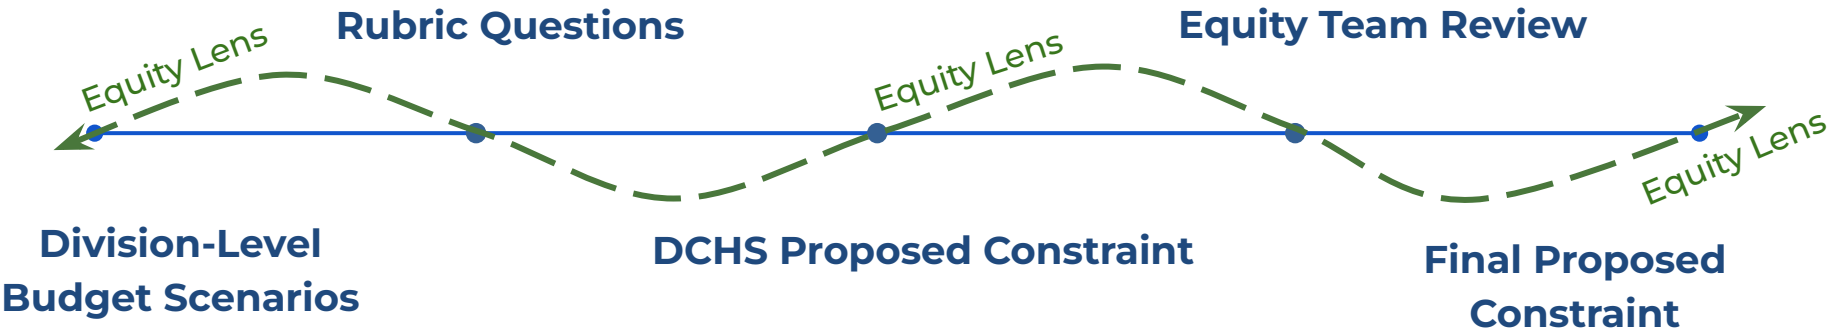 Rubric Questions
Equity Team Review
Equity Lens
Equity Lens
Equity Lens
Division-Level
Budget Scenarios
DCHS Proposed Constraint
Final Proposed
Constraint